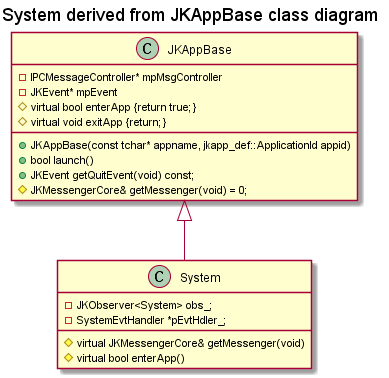 System derived from JKAppBase class diagram
C JKAppBase
IPCMessageController* mpMsgController
JKEvent* mpEvent
virtual bool enterApp {return true; }
virtual void exitApp {return; }
JKAppBase(const tchar* appname, jkapp_def::ApplicationId appid)
bool launch()
JKEvent getQuitEvent(void) const;
JKMessengerCore& getMessenger(void) = 0;
C System
JKObserver<System> obs_;
SystemEvtHandler *pEvtHdler_;
virtual JKMessengerCore& getMessenger(void)
virtual bool enterApp()